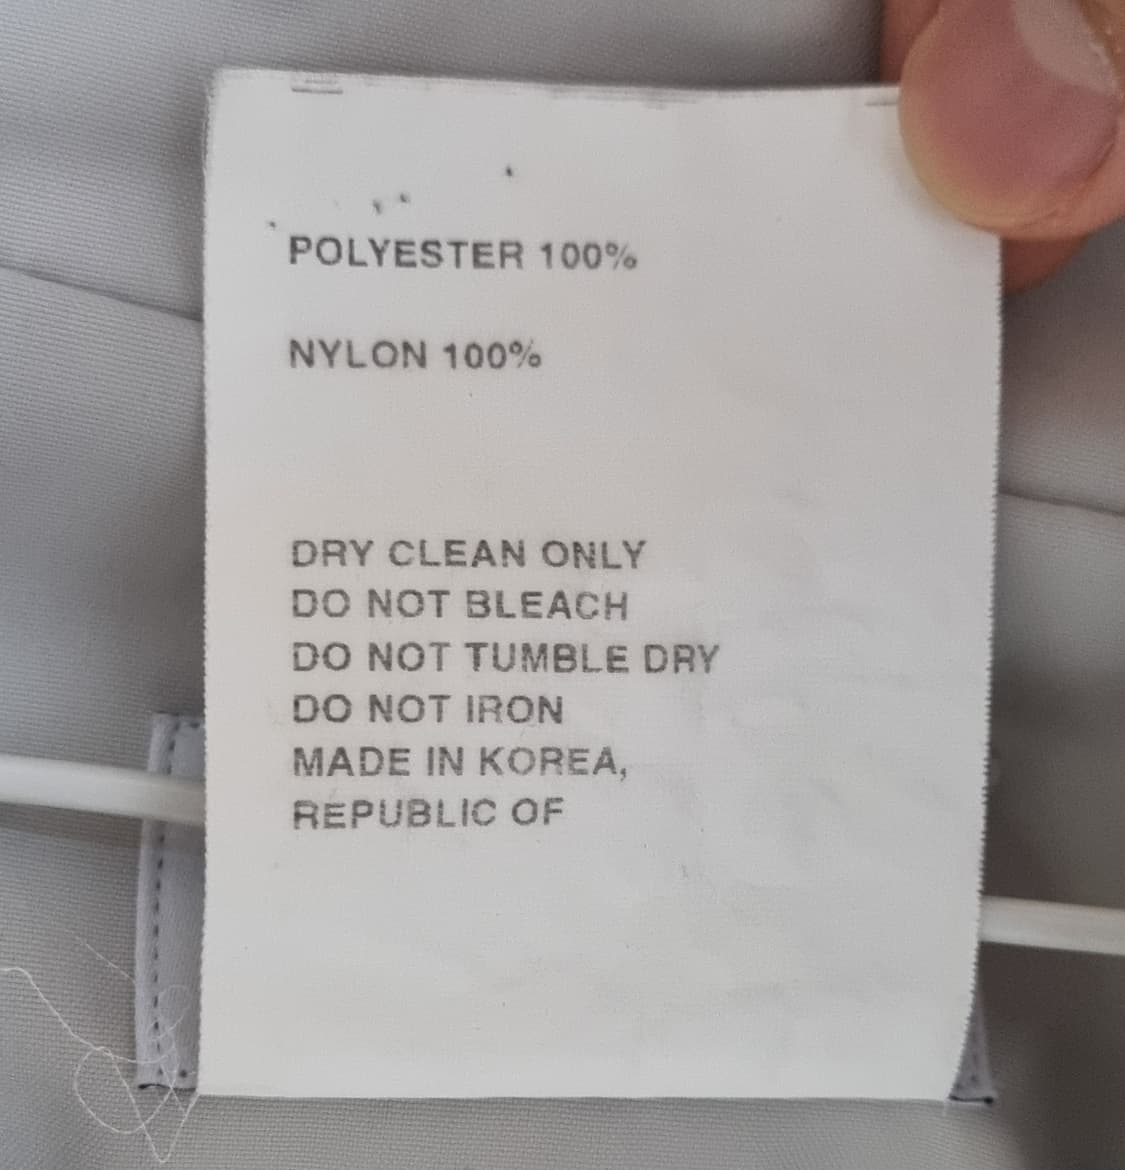 POLYESTER 100%
NYLON 100%
DRY CLEAN ONLY
DO NOT BLEACH
DO NOT TUMBLE DRY
DO NOT IRON
MADE IN KOREA,
REPUBLIC OF